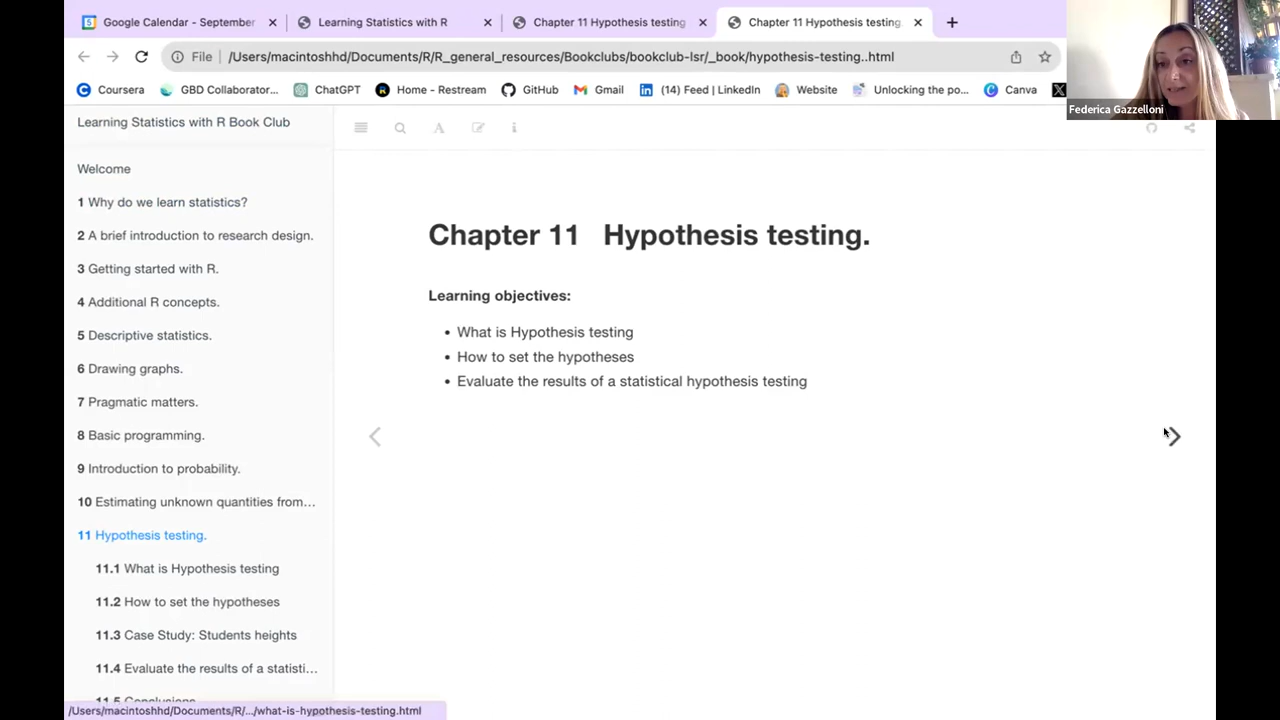 Google Calendar - September
Learning Statistics with R
Chapter 11 Hypothesis testing
Chapter 11 Hypothesis testing.
File
/Users/macintoshhd/Documents/R/R_general_resources/Bookclubs/bookclub-lsr/_book/hypothesis-testing..html
Coursera
GBD Collaborator...
ChatGPT
Home - Restream
GitHub
Gmail
(14) Feed | LinkedIn
Website
Unlocking the po...
Canva
Federica Gazzelloni
Learning Statistics with R Book Club
Welcome
1 Why do we learn statistics?
2 A brief introduction to research design.
3 Getting started with R.
4 Additional R concepts.
5 Descriptive statistics.
6 Drawing graphs.
7 Pragmatic matters.
8 Basic programming.
9 Introduction to probability.
10 Estimating unknown quantities from...
11 Hypothesis testing.
11.1 What is Hypothesis testing
11.2 How to set the hypotheses
11.3 Case Study: Students heights
11.4 Evaluate the results of a statisti...
11.5 Conclusions
/Users/macintoshhd/Documents/R/.../what-is-hypothesis-testing.html
Chapter 11 Hypothesis testing.
Learning objectives:
• What is Hypothesis testing
• How to set the hypotheses
• Evaluate the results of a statistical hypothesis testing